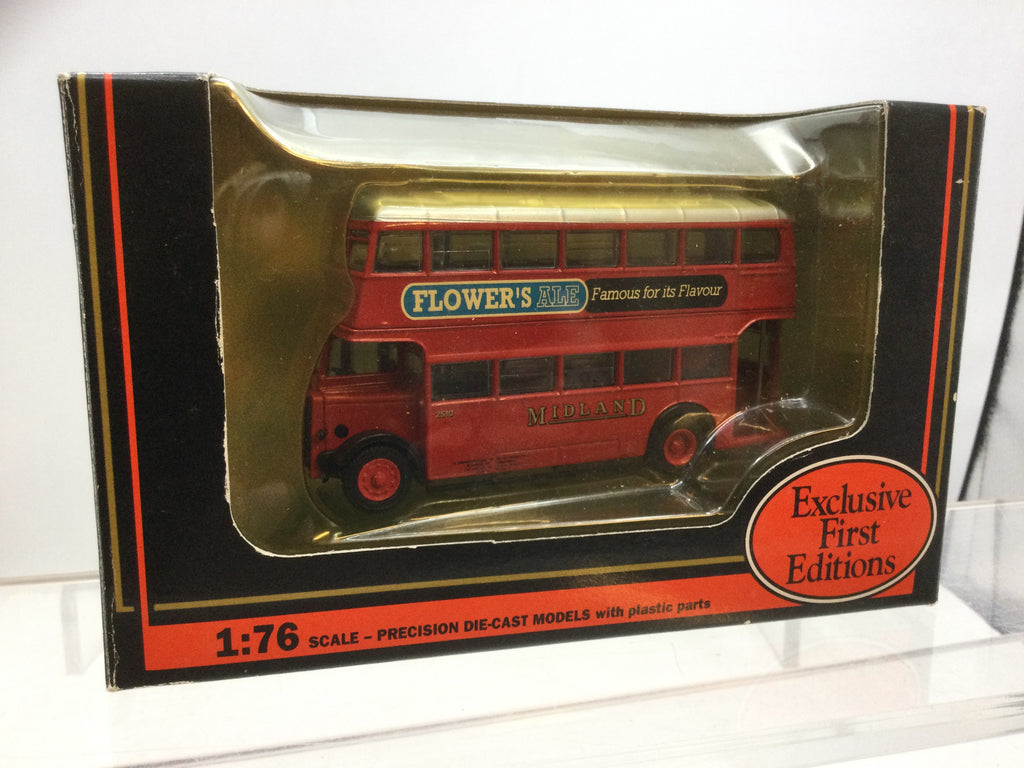 FLOWER'S ALE Famous for its Flavour
2510
MIDLAND
Exclusive
First
Editions
1:76 SCALE – PRECISION DIE-CAST MODELS with plastic parts